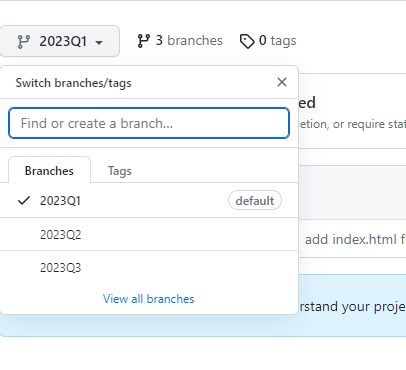 2023Q1 3 branches 0 tags
Switch branches/tags
ed
Find or create a branch...
etion, or require stat
Branches Tags
2023Q1 default
2023Q2
add index.html f
2023Q3
View all branches
rstand your proje